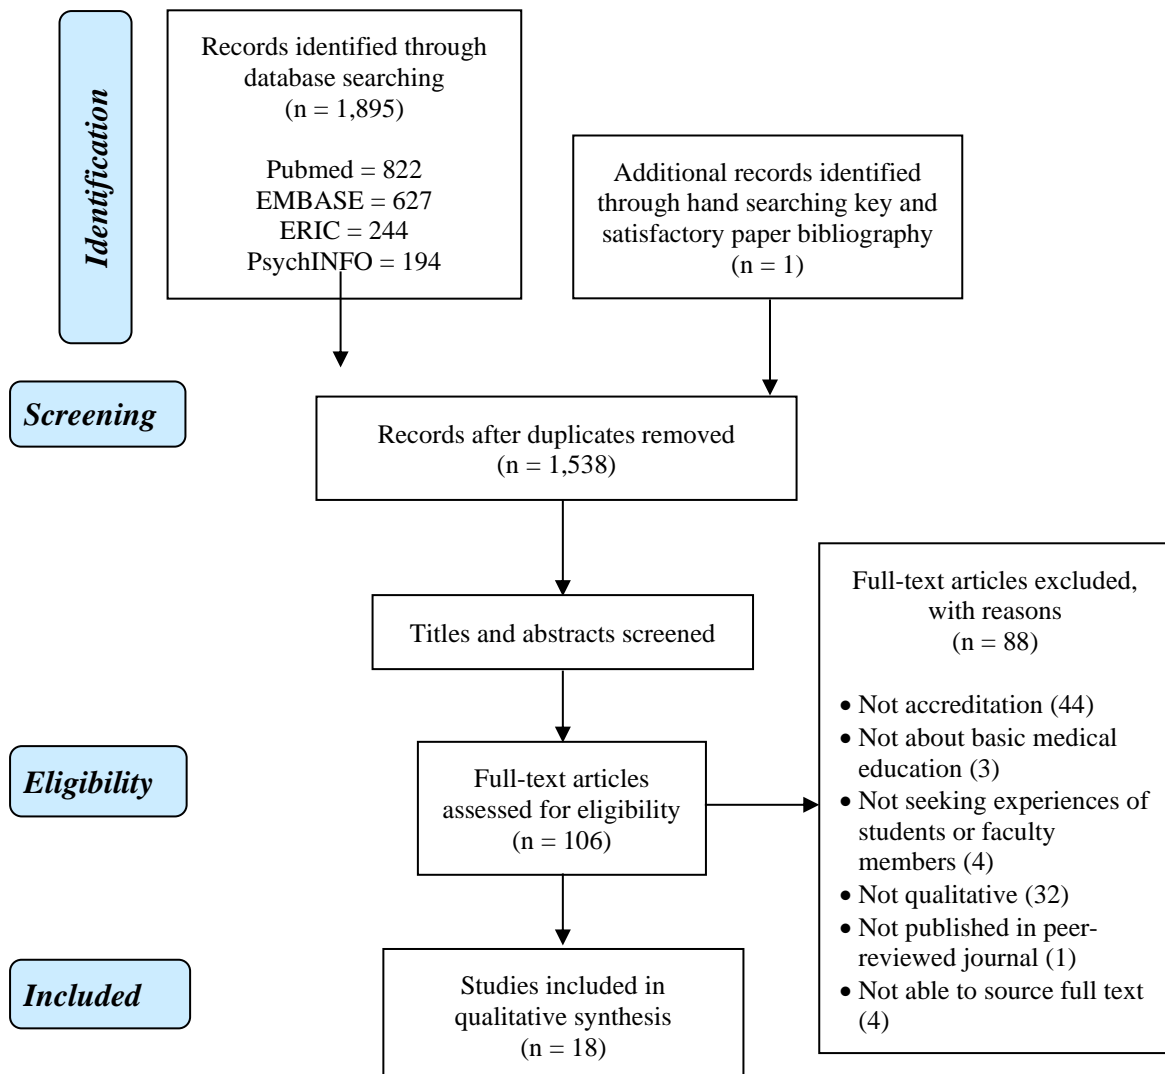 Identification
Records identified through
database searching
(n = 1,895)
Pubmed = 822
EMBASE = 627
ERIC = 244
PsychINFO = 194
Additional records identified
through hand searching key and
satisfactory paper bibliography
(n = 1)
Screening
Records after duplicates removed
(n = 1,538)
Titles and abstracts screened
Full-text articles excluded,
with reasons
(n = 88)
• Not accreditation (44)
• Not about basic medical
education (3)
• Not seeking experiences of
students or faculty
members (4)
• Not qualitative (32)
• Not published in peer-
reviewed journal (1)
• Not able to source full text
(4)
Eligibility
Full-text articles
assessed for eligibility
(n = 106)
Included
Studies included in
qualitative synthesis
(n = 18)